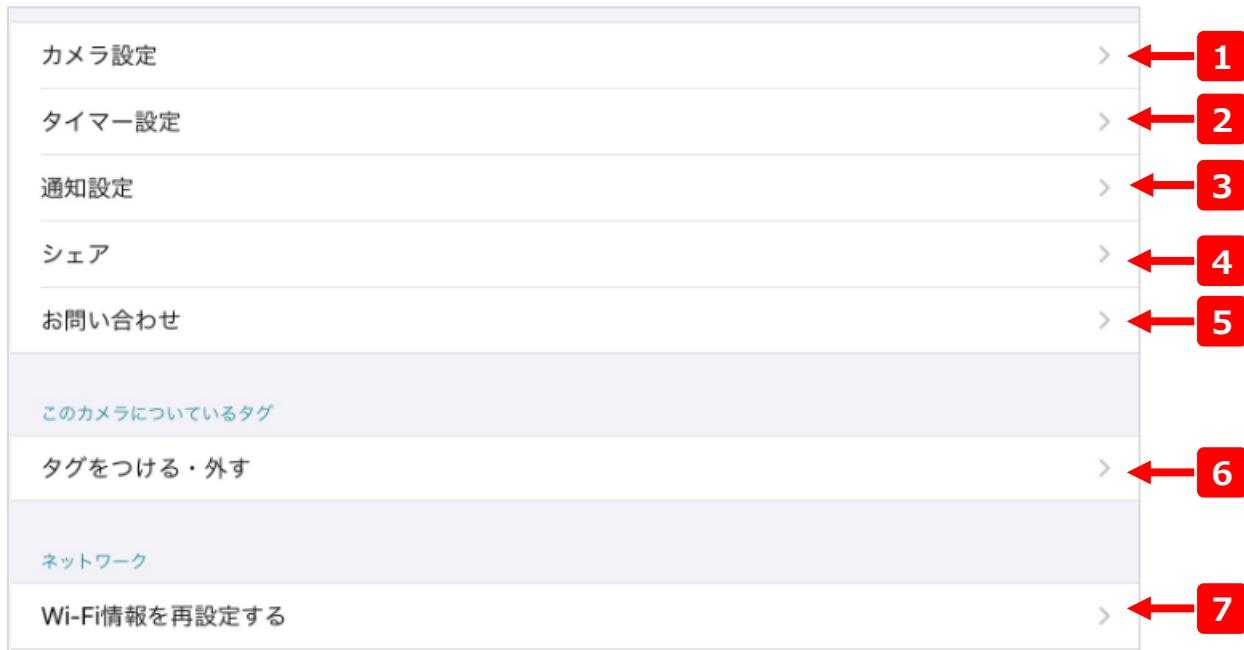 カメラ設定 1
タイマー設定 2
通知設定 3
シェア 4
お問い合わせ 5
このカメラについているタグ
タグをつける・外す 6
ネットワーク
Wi-Fi情報を再設定する 7